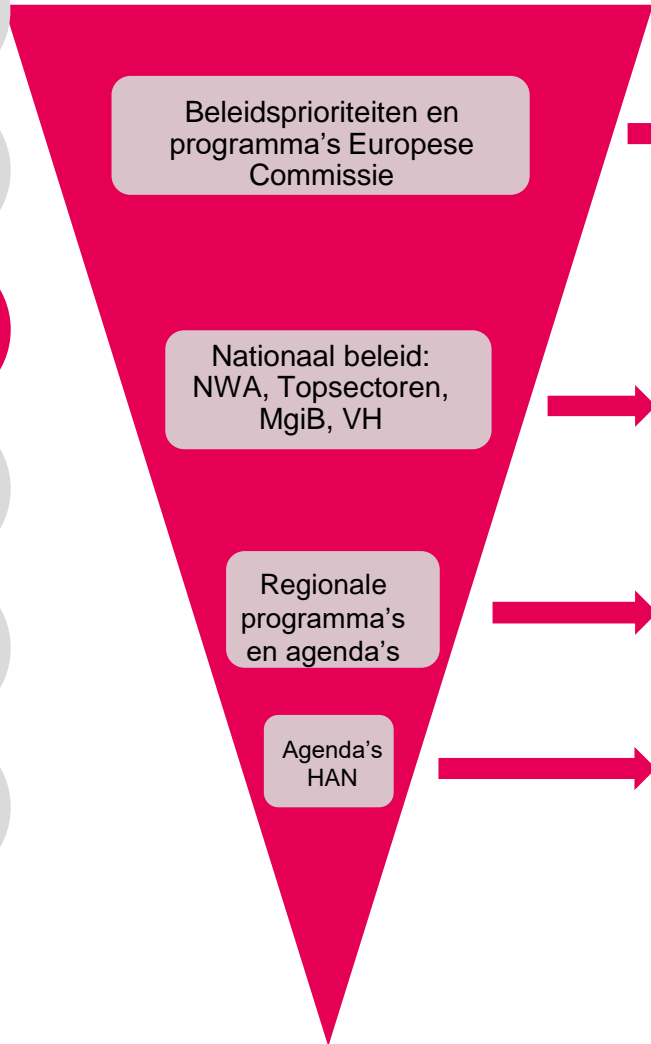 Beleidsprioriteiten en
programma’s Europese
Commissie
Nationaal beleid:
NWA, Topsectoren,
MgiB, VH
Regionale
programma’s
en agenda’s
Agenda’s
HAN